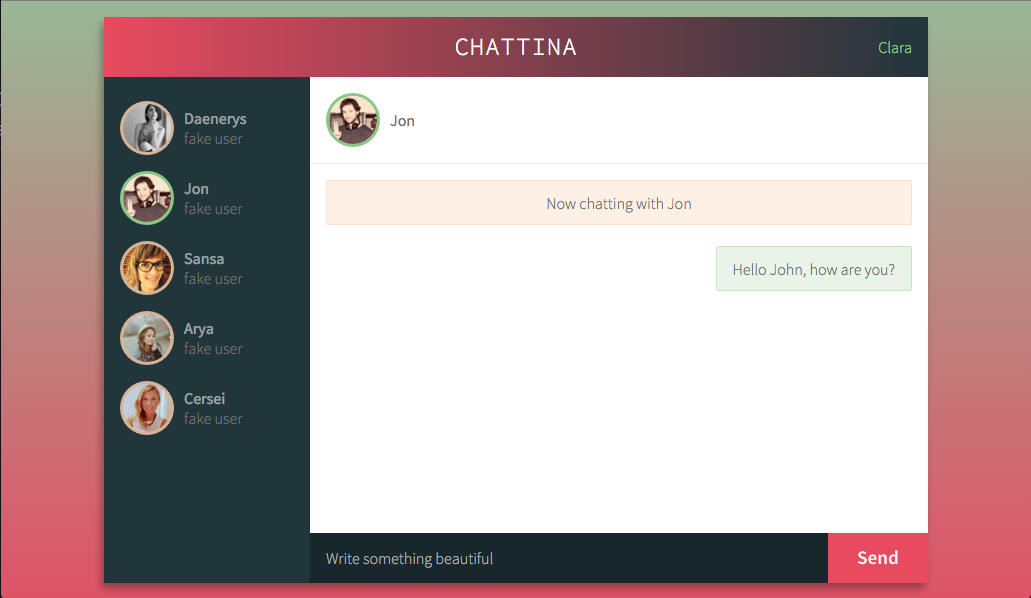 CHATTINA
Clara
Daenerys
fake user
Jon
fake user
Sansa
fake user
Arya
fake user
Cersei
fake user
Jon
Now chatting with Jon
Hello John, how are you?
Write something beautiful
Send